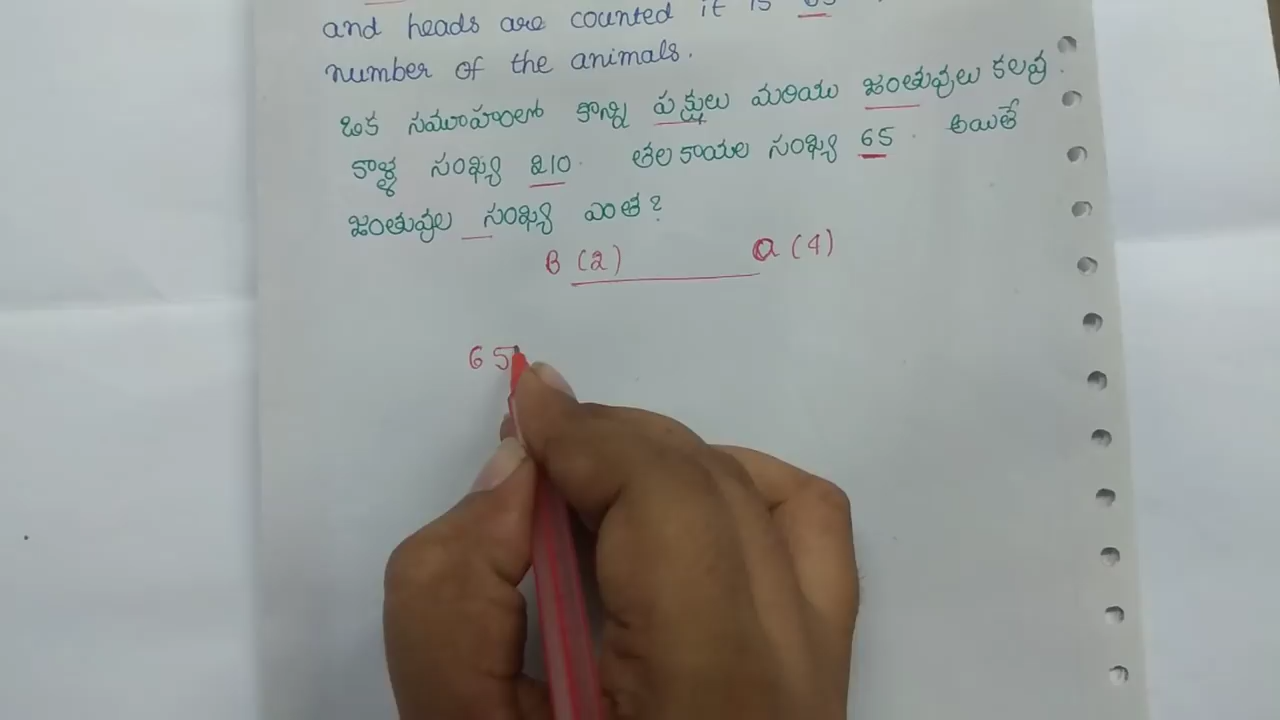 and heads are counted it is 65
number of the animals.
ఒక సమూహంలో కొన్ని పక్షులు మరియు జంతువులు కలవు.
కాళ్ళ సంఖ్య 210. తలకాయల సంఖ్య 65. అయితే
జంతువుల సంఖ్య ఎంత?
B (2) a (4)
65